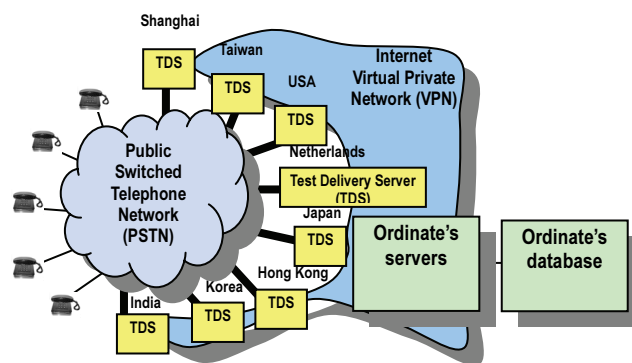 Shanghai
TDS
Taiwan
TDS
USA
TDS
Internet
Virtual Private
Network (VPN)
Public
Switched
Telephone
Network
(PSTN)
Netherlands
Test Delivery Server
(TDS)
Japan
TDS
Hong Kong
TDS
Korea
TDS
India
TDS
Ordinate's
servers
Ordinate's
database